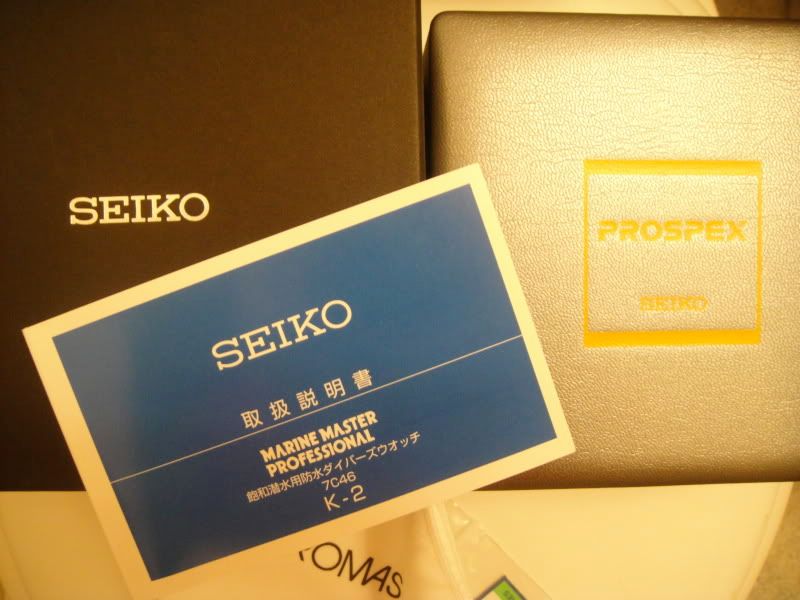 SEIKO
PROSPEX
SEIKO
SEIKO
取扱説明書
MARINE MASTER
PROFESSIONAL
飽和潜水用防水ダイバーズウオッチ
7C46
K-2
TOMAS